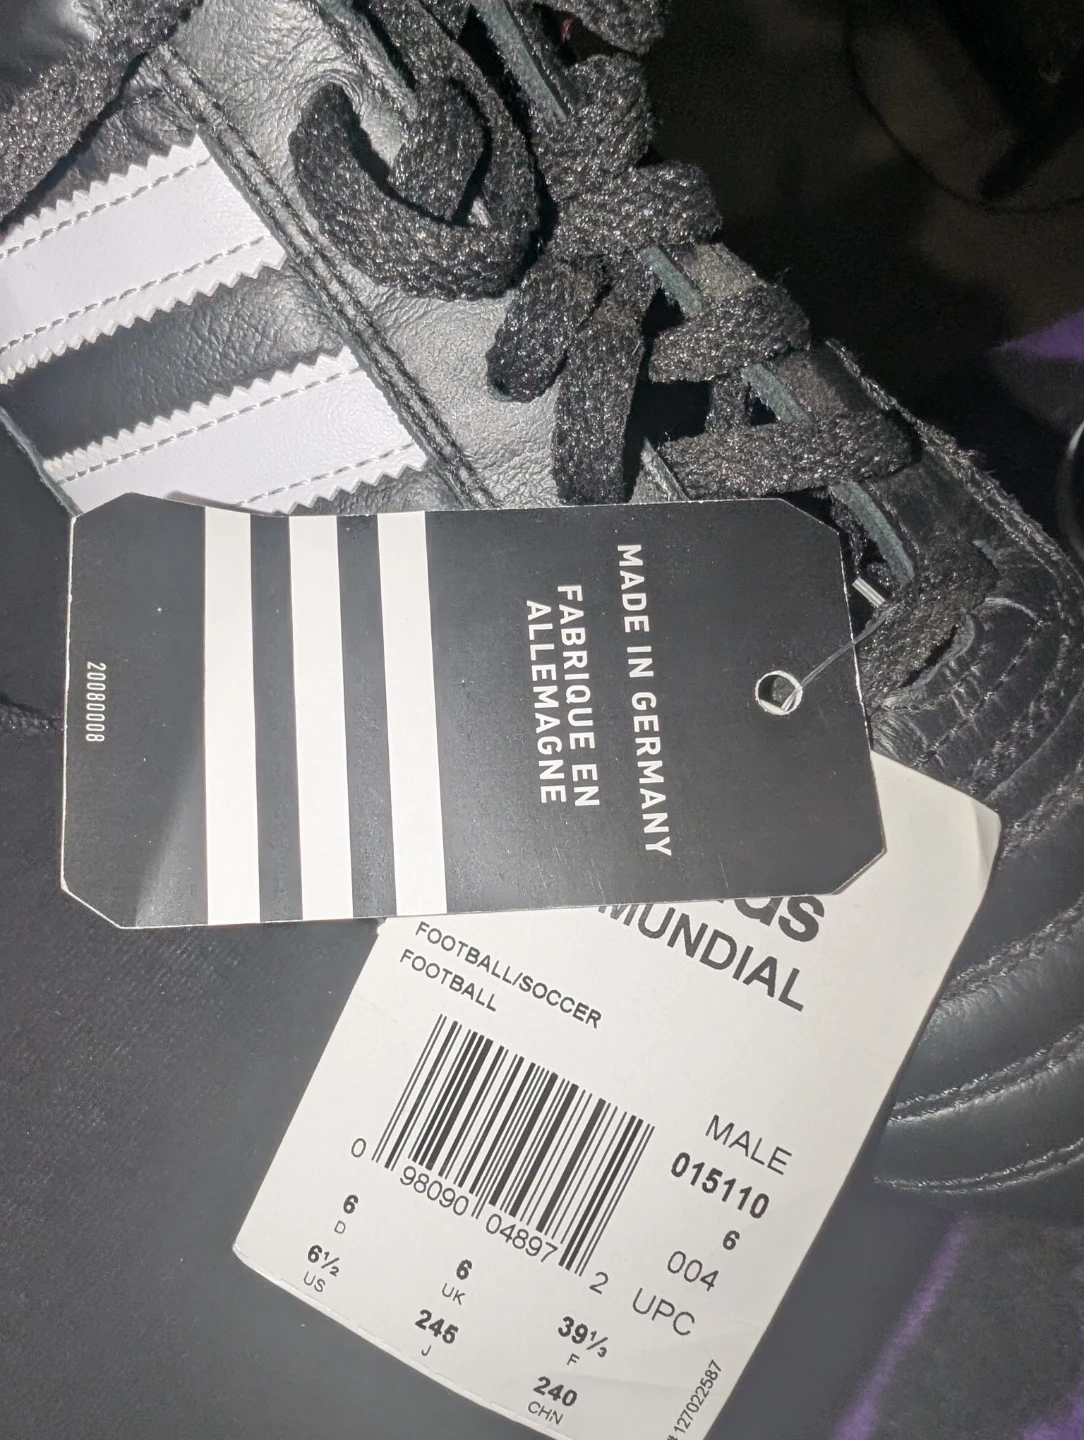 MADE IN GERMANY
FABRIQUE EN
ALLEMAGNE
20080008
MUNDIAL
FOOTBALL/SOCCER
FOOTBALL
MALE
015110
6
004
UPC
0 98090 04897 2
6
D
6½
US
6
UK
245
J
39⅓
F
240
CHN
127022587